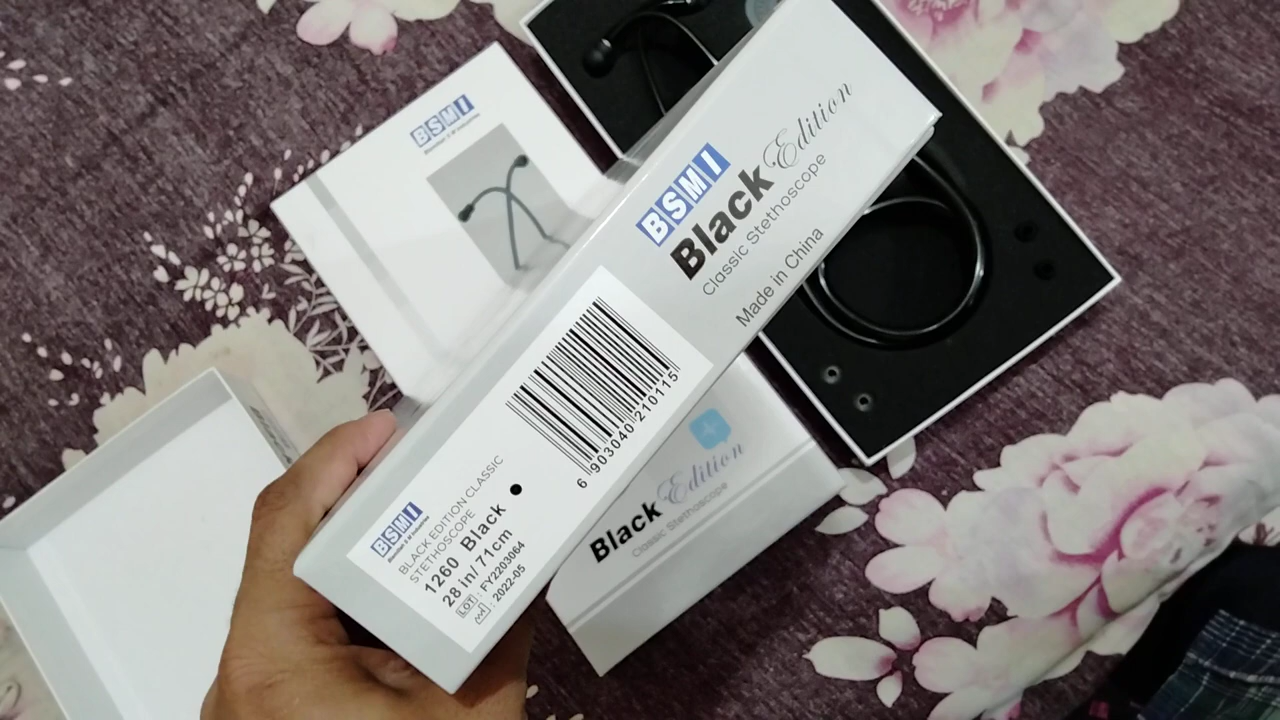 BSMI
BSMI
Black Edition
Classic Stethoscope
Made in China
6 903040 210115
BSMI
BLACK EDITION CLASSIC
STETHOSCOPE
1260 Black
28 in/71cm
LOT : FY2203064
: 2022-05
Black Edition
Classic Stethoscope